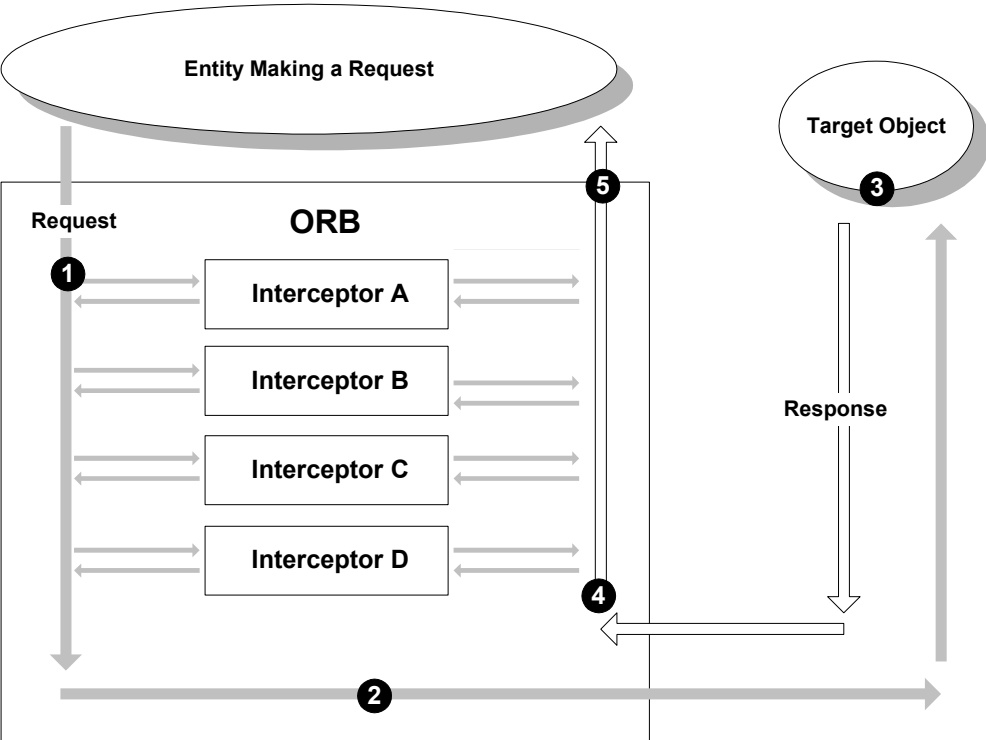 Entity Making a Request
Target Object
3
5
Request
ORB
1
Interceptor A
Interceptor B
Response
Interceptor C
Interceptor D
4
2